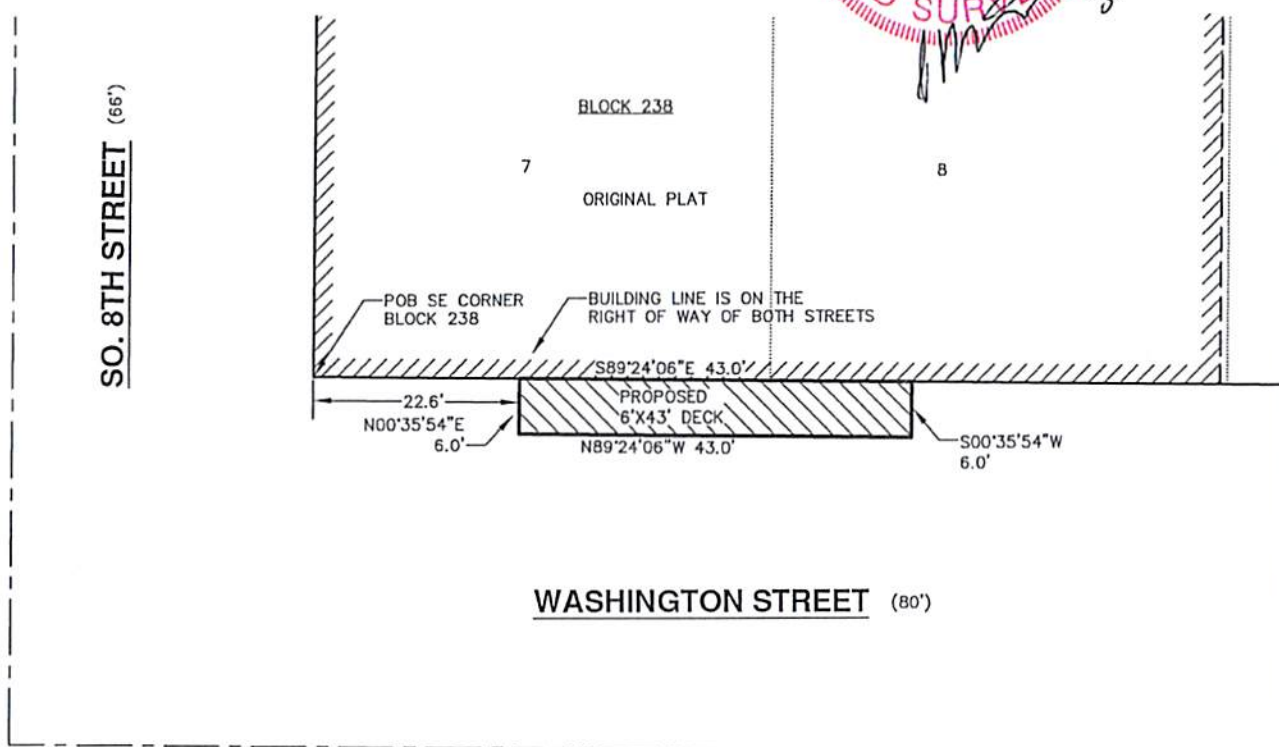 SUR
SO. 8TH STREET (66')
BLOCK 238
7
8
ORIGINAL PLAT
POB SE CORNER
BLOCK 238
BUILDING LINE IS ON THE
RIGHT OF WAY OF BOTH STREETS
S89°24'06"E 43.0'
22.6'
N00°35'54"E
6.0'
PROPOSED
6'X43' DECK
N89°24'06"W 43.0'
S00°35'54"W
6.0'
WASHINGTON STREET (80')